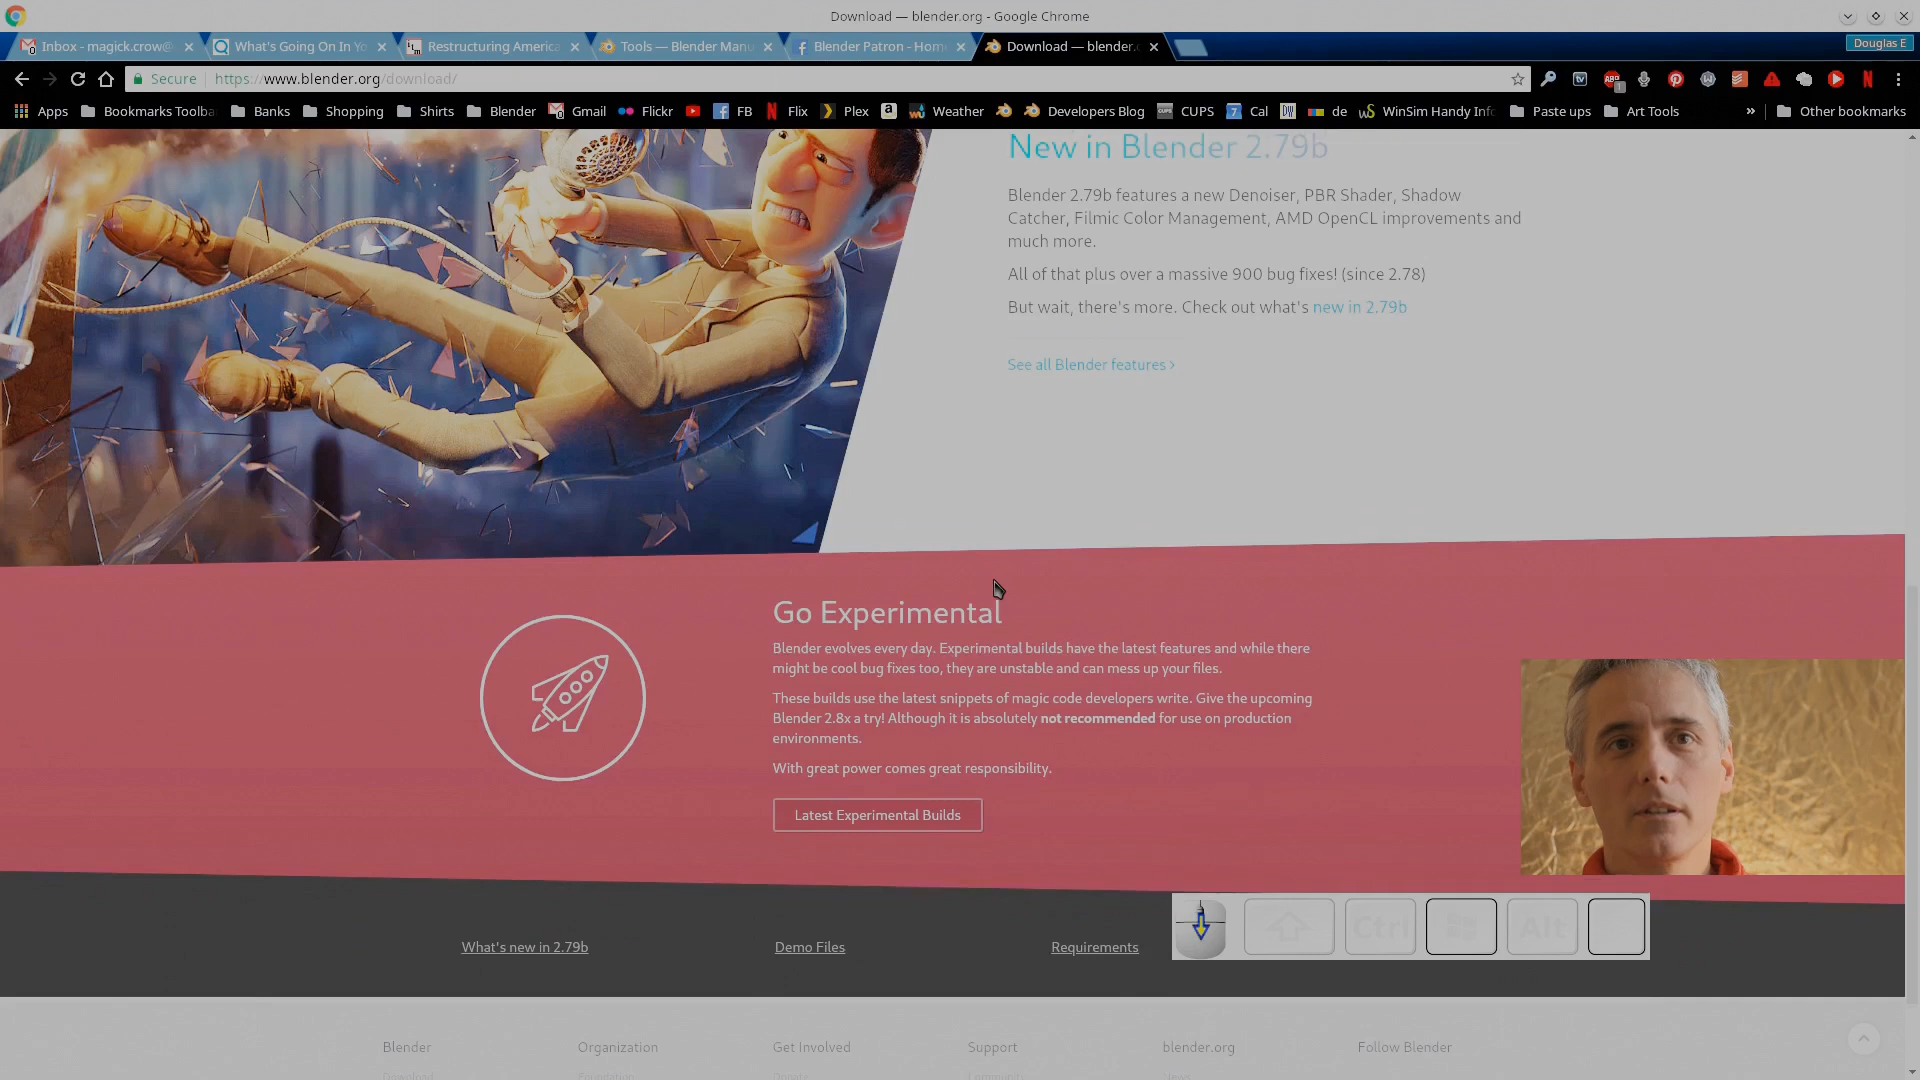 Download — blender.org - Google Chrome
Inbox - magick.crow@
What's Going On In Yo
Restructuring America
Tools — Blender Manu
Blender Patron - Hom
Download — blender.o
Douglas E
Secure
https://www.blender.org/download/
Apps
Bookmarks Toolba
Banks
Shopping
Shirts
Blender
Gmail
Flickr
FB
Flix
Plex
Weather
Developers Blog
CUPS
Cal
de
WinSim Handy Inf
Paste ups
Art Tools
»
Other bookmarks
New in Blender 2.79b
Blender 2.79b features a new Denoiser, PBR Shader, Shadow
Catcher, Filmic Color Management, AMD OpenCL improvements and
much more.
All of that plus over a massive 900 bug fixes! (since 2.78)
But wait, there's more. Check out what's new in 2.79b
See all Blender features ›
Go Experimental
Blender evolves every day. Experimental builds have the latest features and while there
might be cool bug fixes too, they are unstable and can mess up your files.
These builds use the latest snippets of magic code developers write. Give the upcoming
Blender 2.8x a try! Although it is absolutely not recommended for use on production
environments.
With great power comes great responsibility.
Latest Experimental Builds
What's new in 2.79b
Demo Files
Requirements
Ctrl
Alt
Blender
Organization
Get Involved
Support
blender.org
Follow Blender